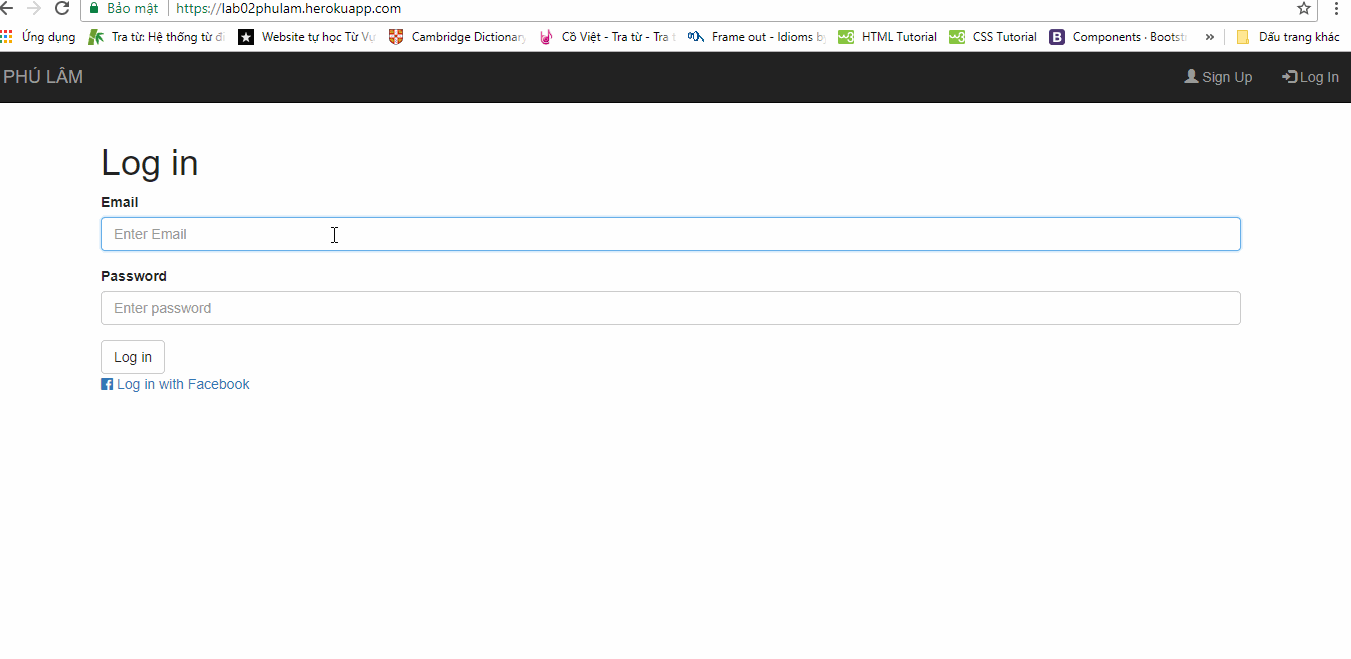 Bảo mật https://lab02phulam.herokuapp.com
Ứng dụng Tra từ: Hệ thống từ đi Website tự học Từ Vự Cambridge Dictionary Cồ Việt - Tra từ - Tra t Frame out - Idioms by HTML Tutorial CSS Tutorial Components · Bootst » Dấu trang khác
PHÚ LÂM Sign Up Log In
Log in
Email
Enter Email
Password
Enter password
Log in
Log in with Facebook